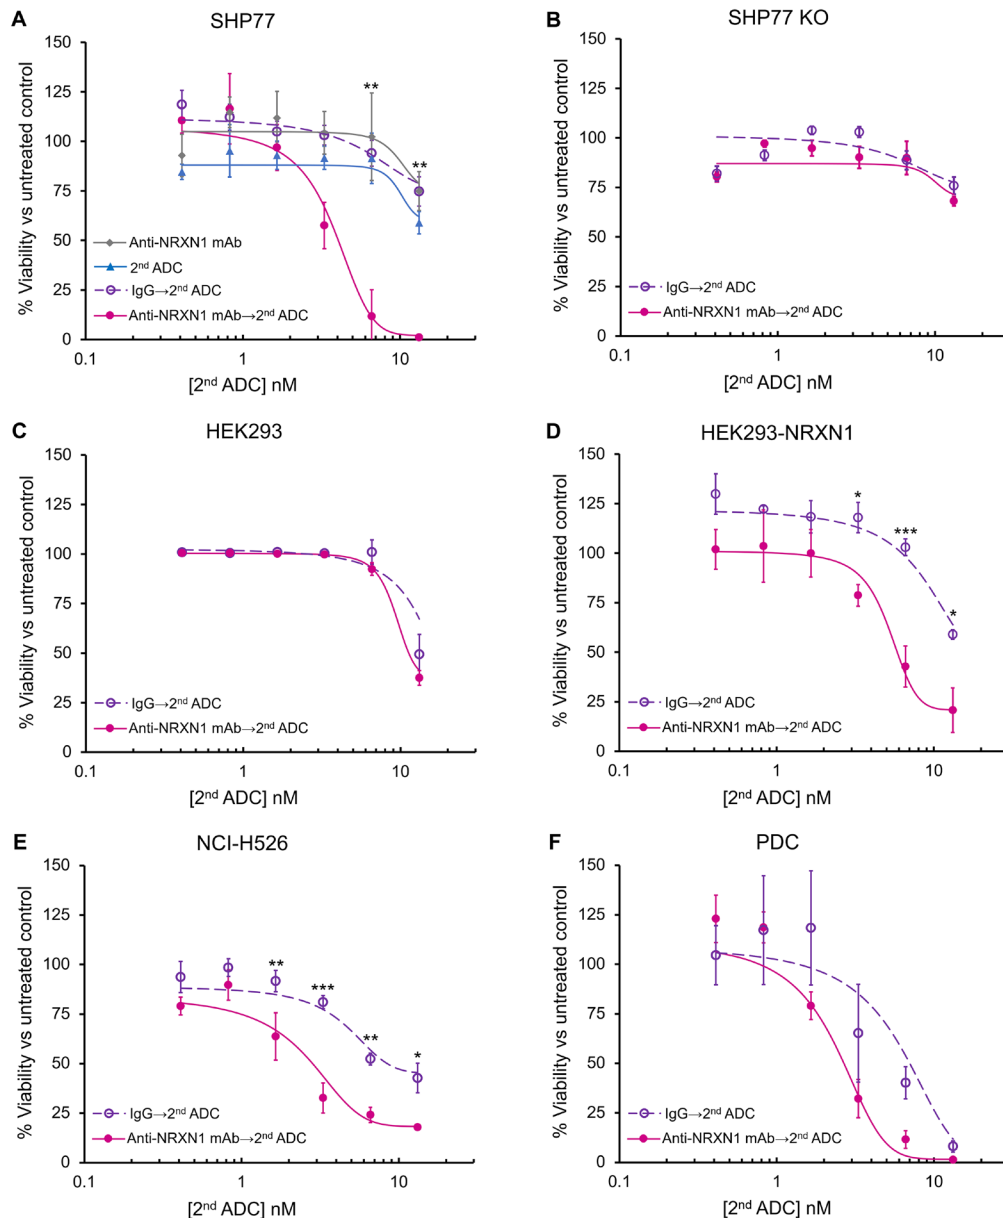 A
SHP77
% Viability vs untreated control
150
125
**
100
**
75
50
Anti-NRXN1 mAb
2nd ADC
25
IgG→2nd ADC
Anti-NRXN1 mAb→2nd ADC
0
0.1
1
10
[2nd ADC] nM
B
SHP77 KO
% Viability vs untreated control
150
125
100
75
50
25
IgG→2nd ADC
Anti-NRXN1 mAb→2nd ADC
0
0.1
1
10
[2nd ADC] nM
C
HEK293
% Viability vs untreated control
150
125
100
75
50
25
IgG→2nd ADC
Anti-NRXN1 mAb→2nd ADC
0
0.1
1
10
[2nd ADC] nM
D
HEK293-NRXN1
% Viability vs untreated control
150
125
*
***
100
75
*
50
25
IgG→2nd ADC
Anti-NRXN1 mAb→2nd ADC
0
0.1
1
10
[2nd ADC] nM
E
NCI-H526
% Viability vs untreated control
150
125
100
**
***
75
**
*
50
25
IgG→2nd ADC
Anti-NRXN1 mAb→2nd ADC
0
0.1
1
10
[2nd ADC] nM
F
PDC
% Viability vs untreated control
150
125
100
75
50
25
IgG→2nd ADC
Anti-NRXN1 mAb→2nd ADC
0
0.1
1
10
[2nd ADC] nM